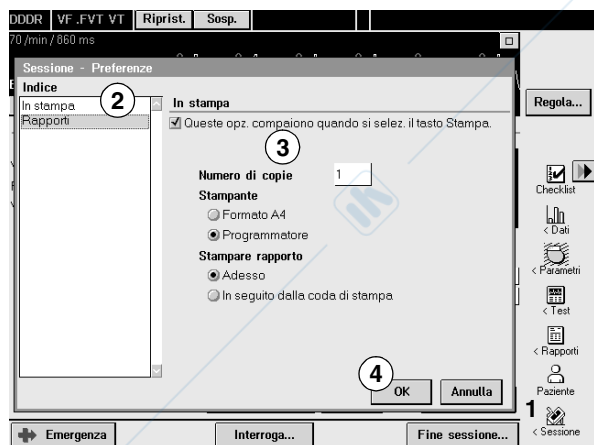 DDDR VF .FVT VT Riprist. Sosp.
70 /min / 860 ms
Sessione - Preferenze
Indice
In stampa
Rapporti
2
In stampa
Queste opz. compaiono quando si selez. il tasto Stampa.
3
Numero di copie 1
Stampante
Formato A4
Programmatore
Stampare rapporto
Adesso
In seguito dalla coda di stampa
4
OK Annulla
Regola...
Checklist
< Dati
< Parametri
< Test
< Rapporti
Paziente
1
< Sessione
Emergenza Interroga... Fine sessione...